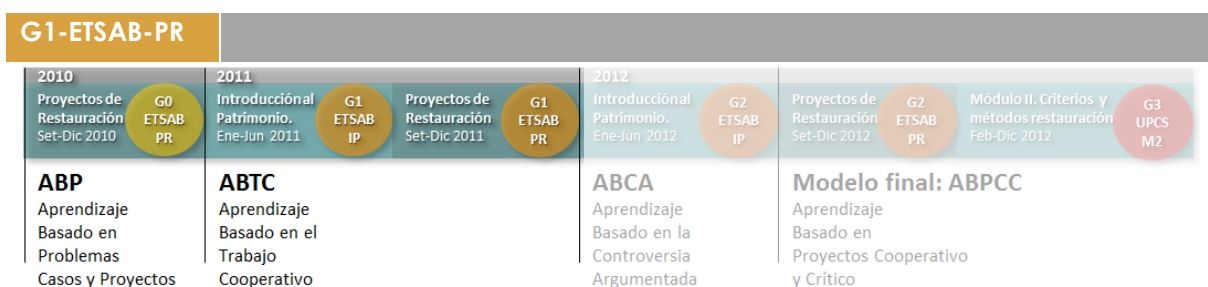 G1-ETSAB-PR
2010
Proyectos de
Restauración
Set-Dic 2010
G0
ETSAB
PR
2011
Introducciónal
Patrimonio.
Ene-Jun 2011
G1
ETSAB
IP
Proyectos de
Restauración
Set-Dic 2011
G1
ETSAB
PR
2012
Introducciónal
Patrimonio.
Ene-Jun 2012
G2
ETSAB
IP
Proyectos de
Restauración
Set-Dic 2012
G2
ETSAB
PR
Módulo II. Criterios y
métodos restauración
Feb-Dic 2012
G3
UPCS
M2
ABP
Aprendizaje
Basado en
Problemas
Casos y Proyectos
ABTC
Aprendizaje
Basado en el
Trabajo
Cooperativo
ABCA
Aprendizaje
Basado en la
Controversia
Argumentada
Modelo final: ABPCC
Aprendizaje
Basado en
Proyectos Cooperativo
y Crítico